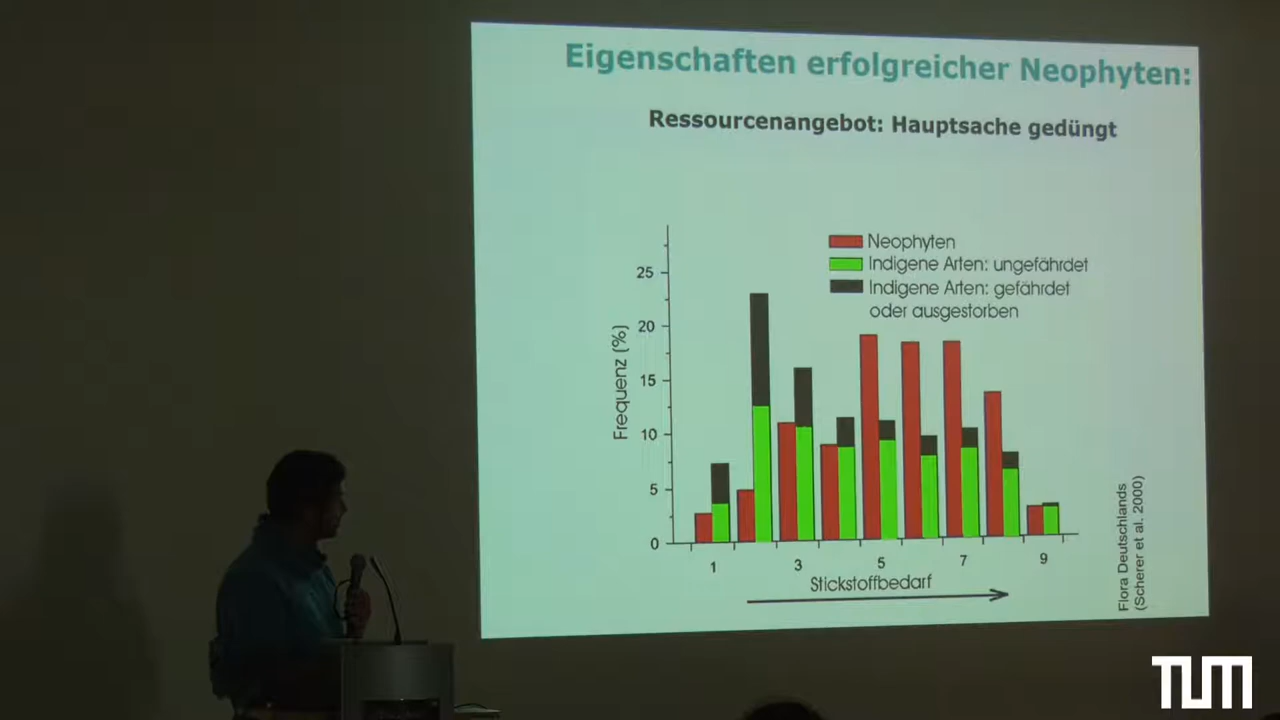 Eigenschaften erfolgreicher Neophyten:
Ressourcenangebot: Hauptsache gedüngt
Neophyten
Indigene Arten: ungefährdet
Indigene Arten: gefährdet
oder ausgestorben
Frequenz (%)
25
20
15
10
5
0
1
3
5
7
9
Stickstoffbedarf
Flora Deutschlands
(Scherer et al. 2000)
TUM